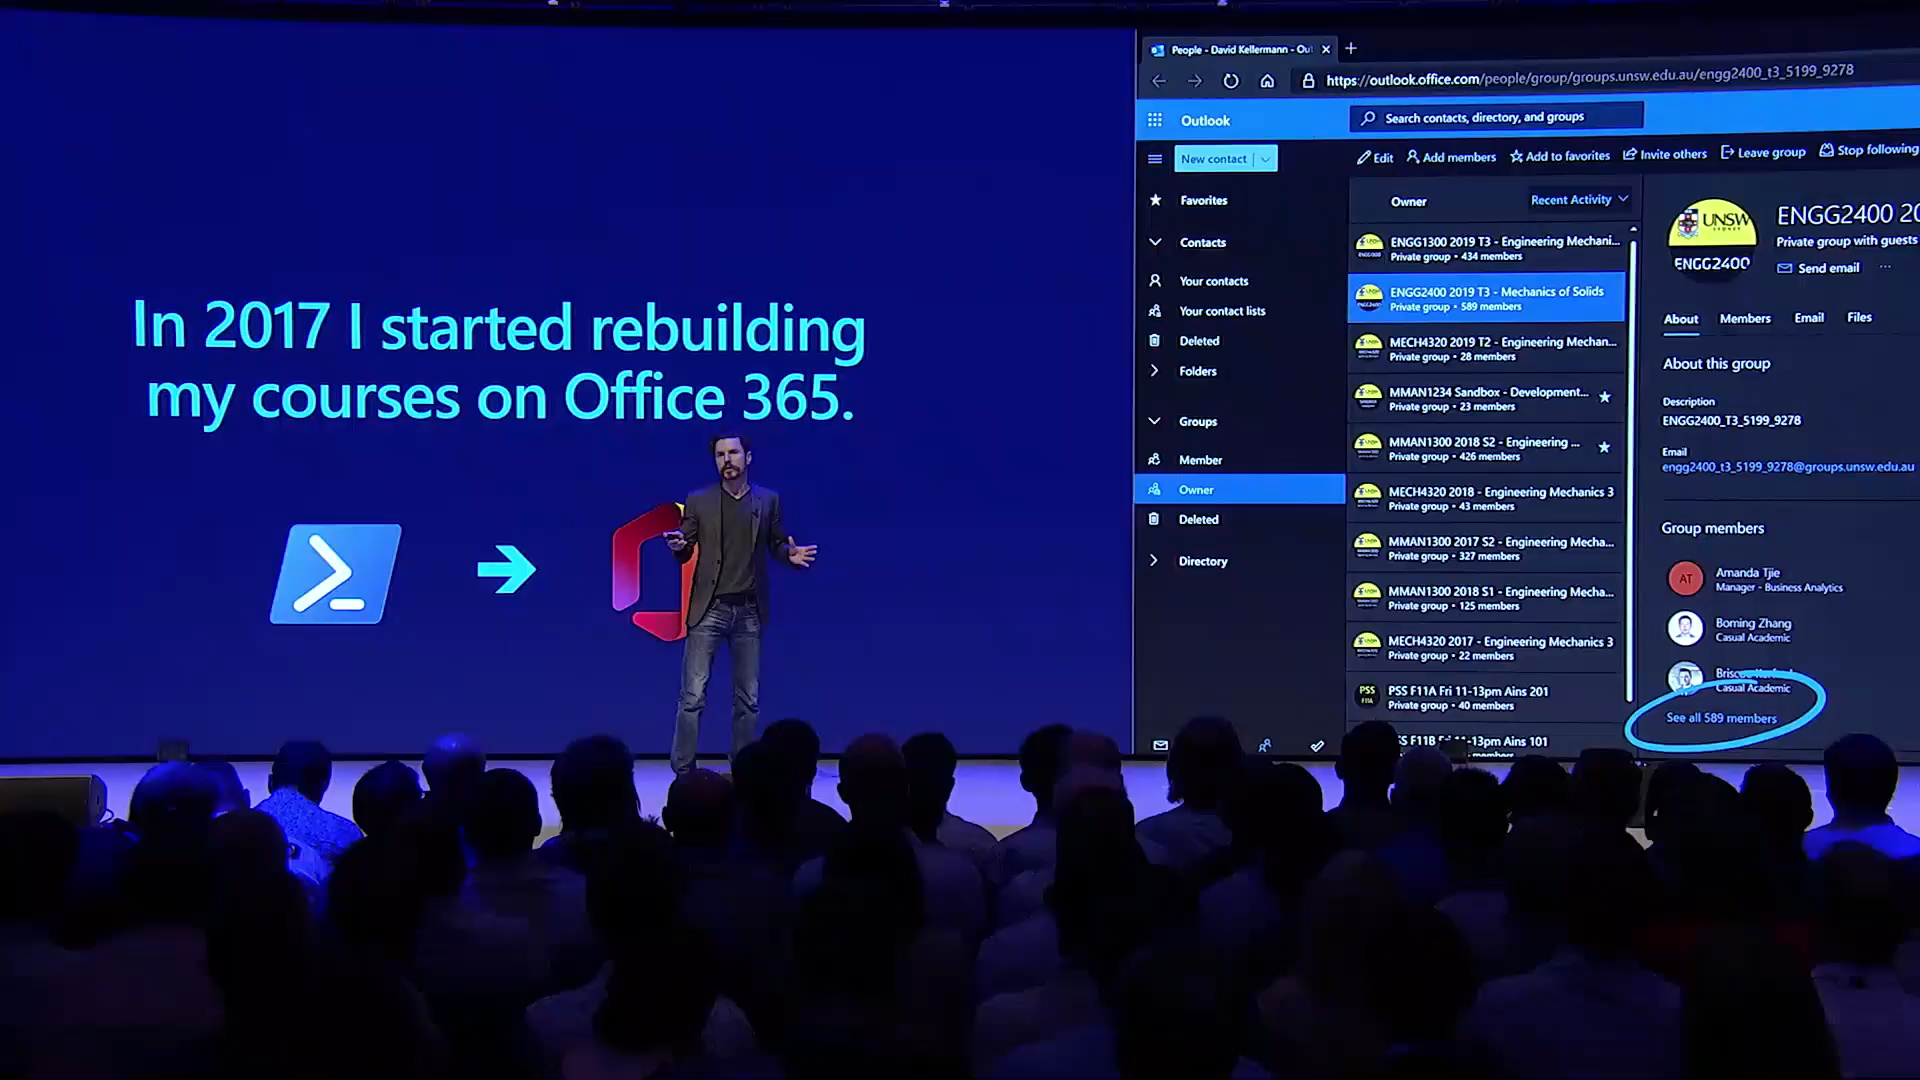 In 2017 I started rebuilding
my courses on Office 365.
People - David Kellermann - Ou
https://outlook.office.com/people/group/groups.unsw.edu.au/engg2400_t3_5199_9278
Outlook
Search contacts, directory, and groups
New contact
Edit
Add members
Add to favorites
Invite others
Leave group
Stop following
Favorites
Contacts
Your contacts
Your contact lists
Deleted
Folders
Groups
Member
Owner
Deleted
Directory
Owner
Recent Activity
ENGG1300 2019 T3 - Engineering Mechani...
Private group • 434 members
ENGG2400 2019 T3 - Mechanics of Solids
Private group • 589 members
MECH4320 2019 T2 - Engineering Mechan...
Private group • 28 members
MMAN1234 Sandbox - Development...
Private group • 23 members
MMAN1300 2018 S2 - Engineering ...
Private group • 426 members
MECH4320 2018 - Engineering Mechanics 3
Private group • 43 members
MMAN1300 2017 S2 - Engineering Mecha...
Private group • 327 members
MMAN1300 2018 S1 - Engineering Mecha...
Private group • 125 members
MECH4320 2017 - Engineering Mechanics 3
Private group • 22 members
PSS
F11A
PSS F11A Fri 11-13pm Ains 201
Private group • 40 members
Ains 101
UNSW
SYDNEY
ENGG2400
ENGG2400 20
Private group with guests
Send email
About
Members
Email
Files
About this group
Description
ENGG2400_T3_5199_9278
Email
engg2400_t3_5199_9278@groups.unsw.edu.au
Group members
AT
Amanda Tjie
Manager - Business Analytics
Boming Zhang
Casual Academic
Casual Academic
See all 589 members